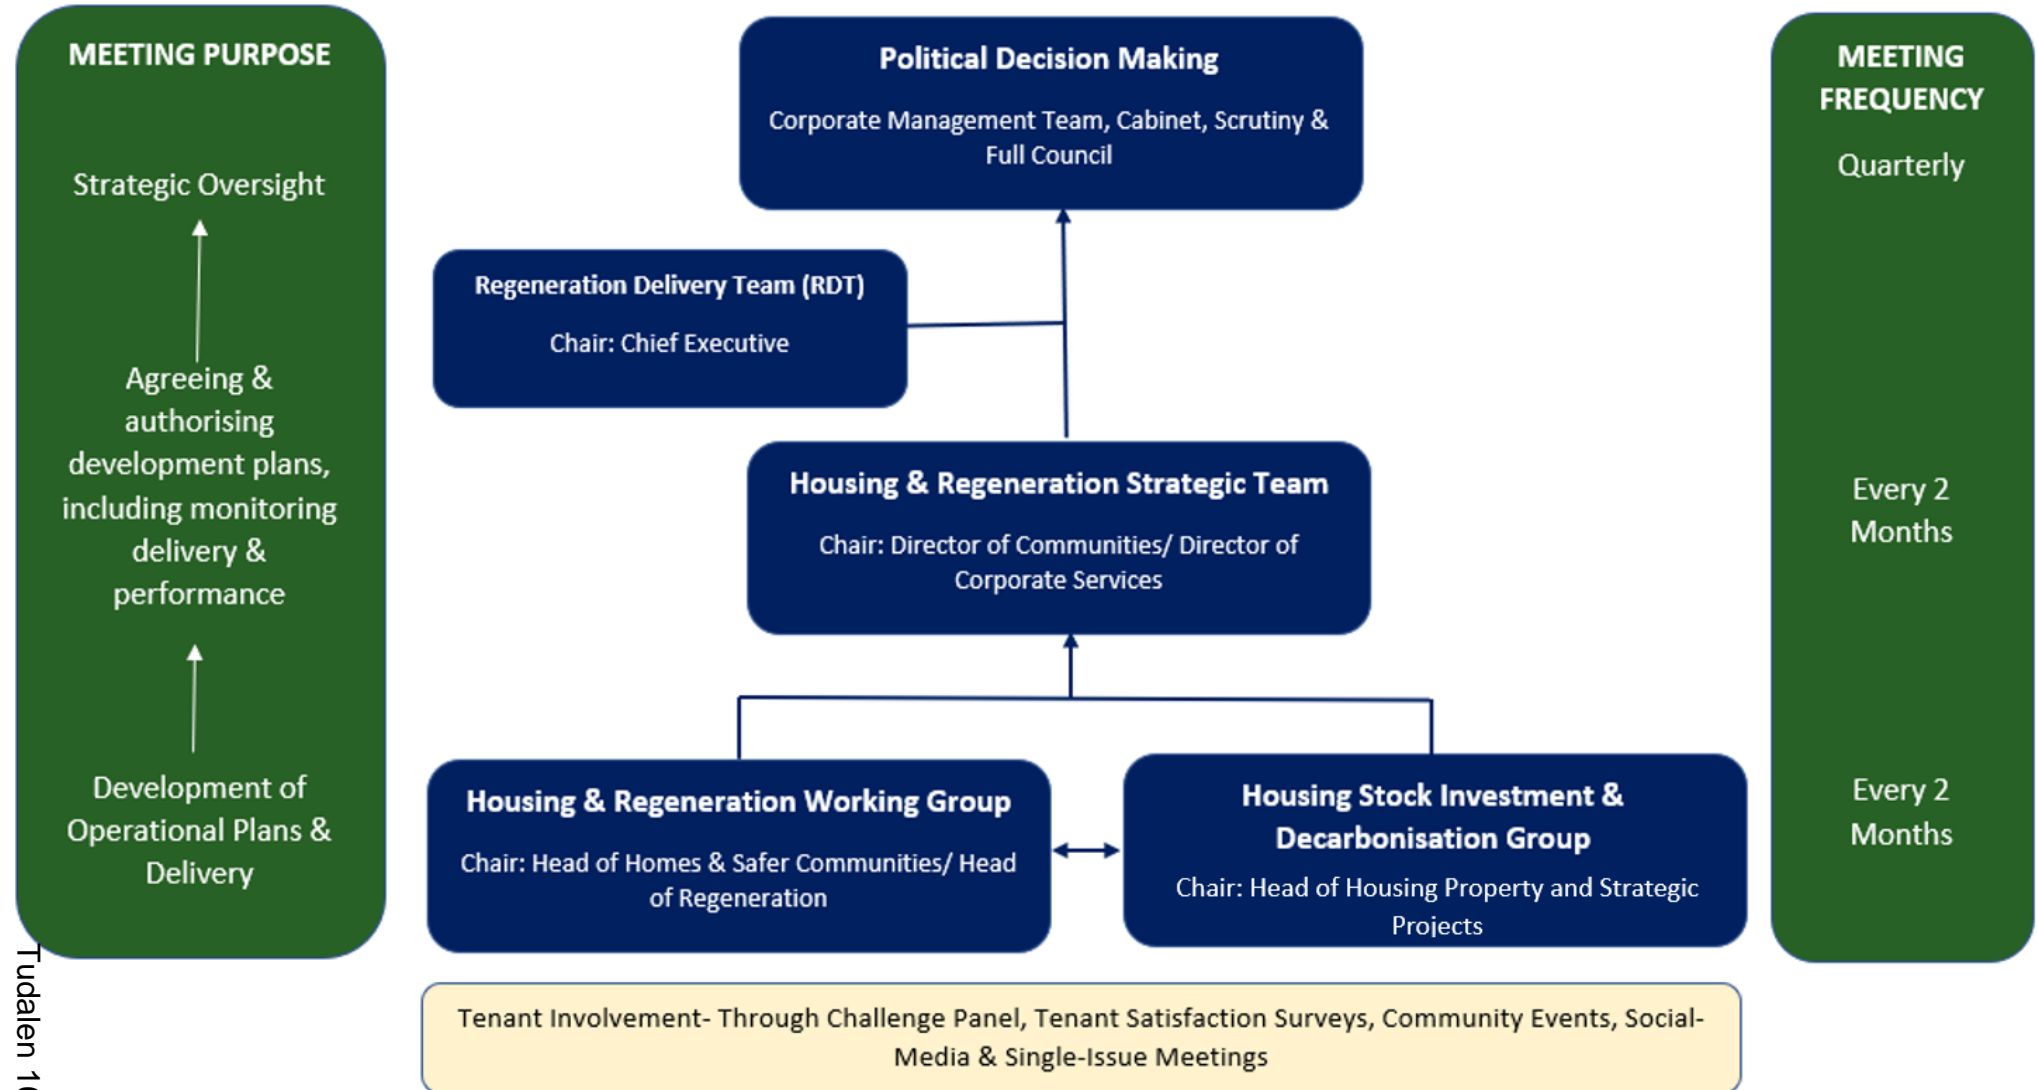 MEETING PURPOSE
Strategic Oversight
Agreeing &
authorising
development plans,
including monitoring
delivery &
performance
Development of
Operational Plans &
Delivery
Political Decision Making
Corporate Management Team, Cabinet, Scrutiny &
Full Council
Regeneration Delivery Team (RDT)
Chair: Chief Executive
Housing & Regeneration Strategic Team
Chair: Director of Communities/ Director of
Corporate Services
Housing & Regeneration Working Group
Chair: Head of Homes & Safer Communities/ Head
of Regeneration
Housing Stock Investment &
Decarbonisation Group
Chair: Head of Housing Property and Strategic
Projects
MEETING
FREQUENCY
Quarterly
Every 2
Months
Every 2
Months
Tenant Involvement- Through Challenge Panel, Tenant Satisfaction Surveys, Community Events, Social-
Media & Single-Issue Meetings
Tudalen